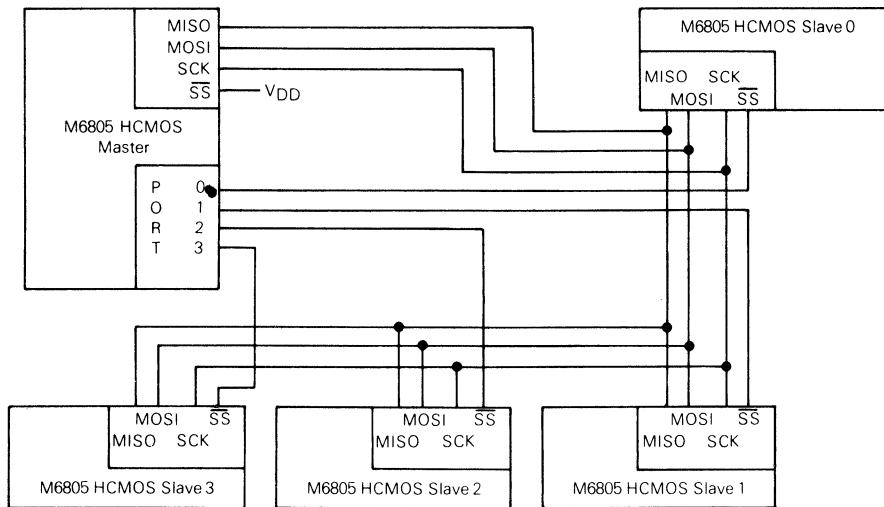 MISO
MOSI
SCK
SS
VDD
M6805 HCMOS
Master
P 0
O 1
R 2
T 3
M6805 HCMOS Slave 0
MISO SCK
MOSI SS
MOSI SS
MISO SCK
M6805 HCMOS Slave 3
MOSI SS
MISO SCK
M6805 HCMOS Slave 2
MOSI SS
MISO SCK
M6805 HCMOS Slave 1